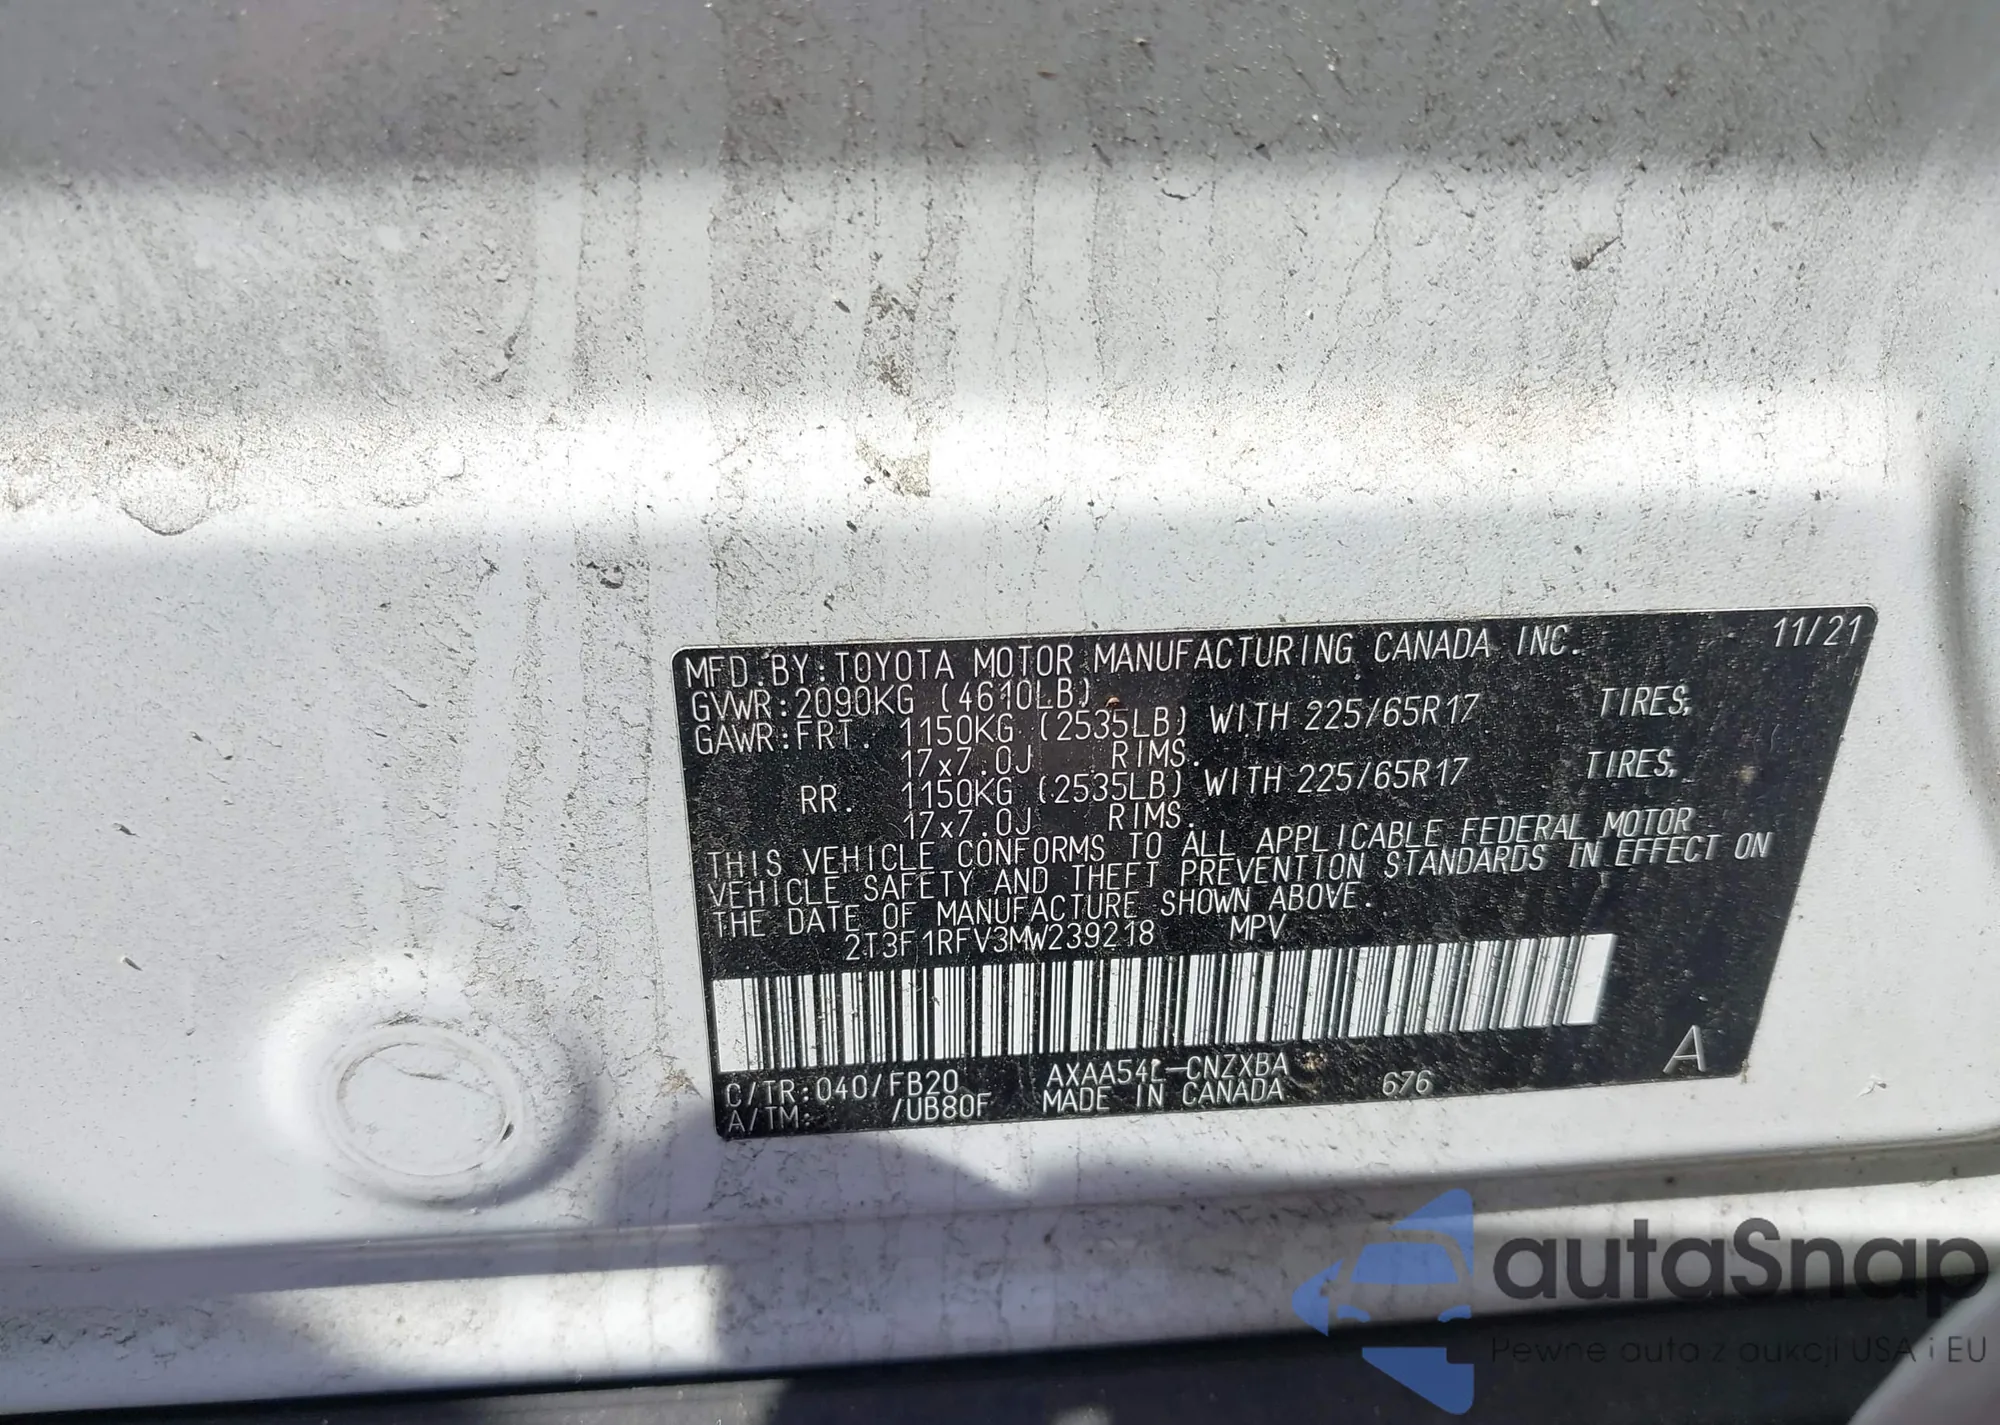 MFD.BY:TOYOTA MOTOR MANUFACTURING CANADA INC. 11/21
GVWR:2090KG (4610LB)
GAWR:FRT. 1150KG (2535LB) WITH 225/65R17 TIRES,
17x7.0J RIMS.
RR. 1150KG (2535LB) WITH 225/65R17 TIRES,
17x7.0J RIMS.
THIS VEHICLE CONFORMS TO ALL APPLICABLE FEDERAL MOTOR
VEHICLE SAFETY AND THEFT PREVENTION STANDARDS IN EFFECT ON
THE DATE OF MANUFACTURE SHOWN ABOVE.
2T3F1RFV3MW239218 MPV
C/TR:040/FB20 AXAA54L-CNZXBA A
A/TM: /UB80F MADE IN CANADA 676
autaSnap
Pewne auta z aukcji USA i EU